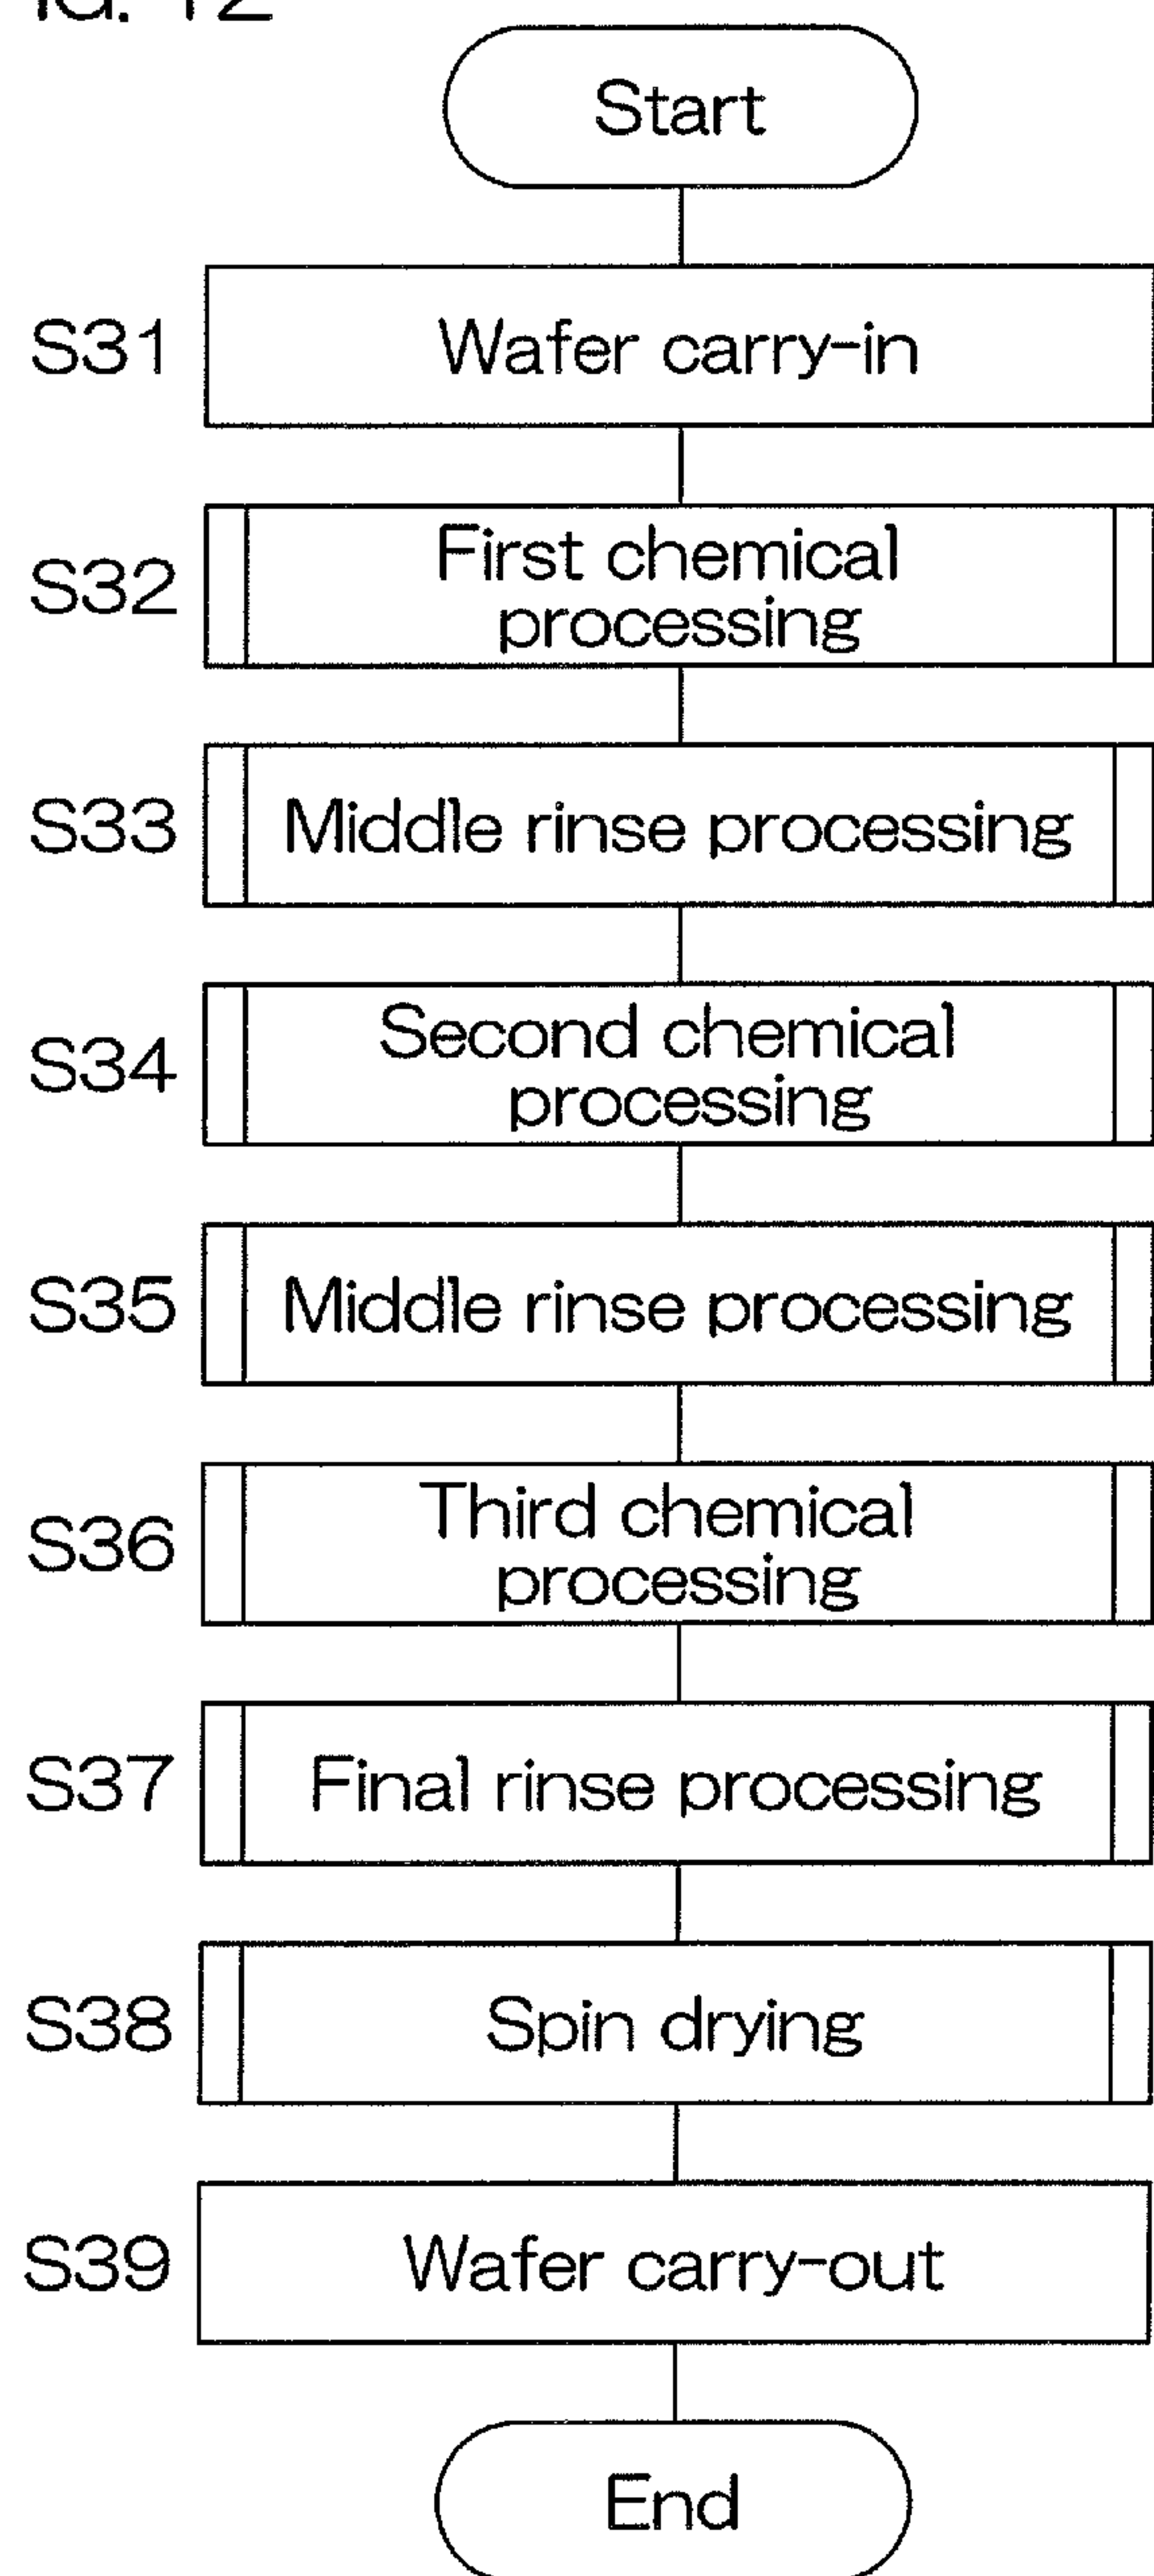 Start
S31 Wafer carry-in
S32 First chemical
processing
S33 Middle rinse processing
S34 Second chemical
processing
S35 Middle rinse processing
S36 Third chemical
processing
S37 Final rinse processing
S38 Spin drying
S39 Wafer carry-out
End